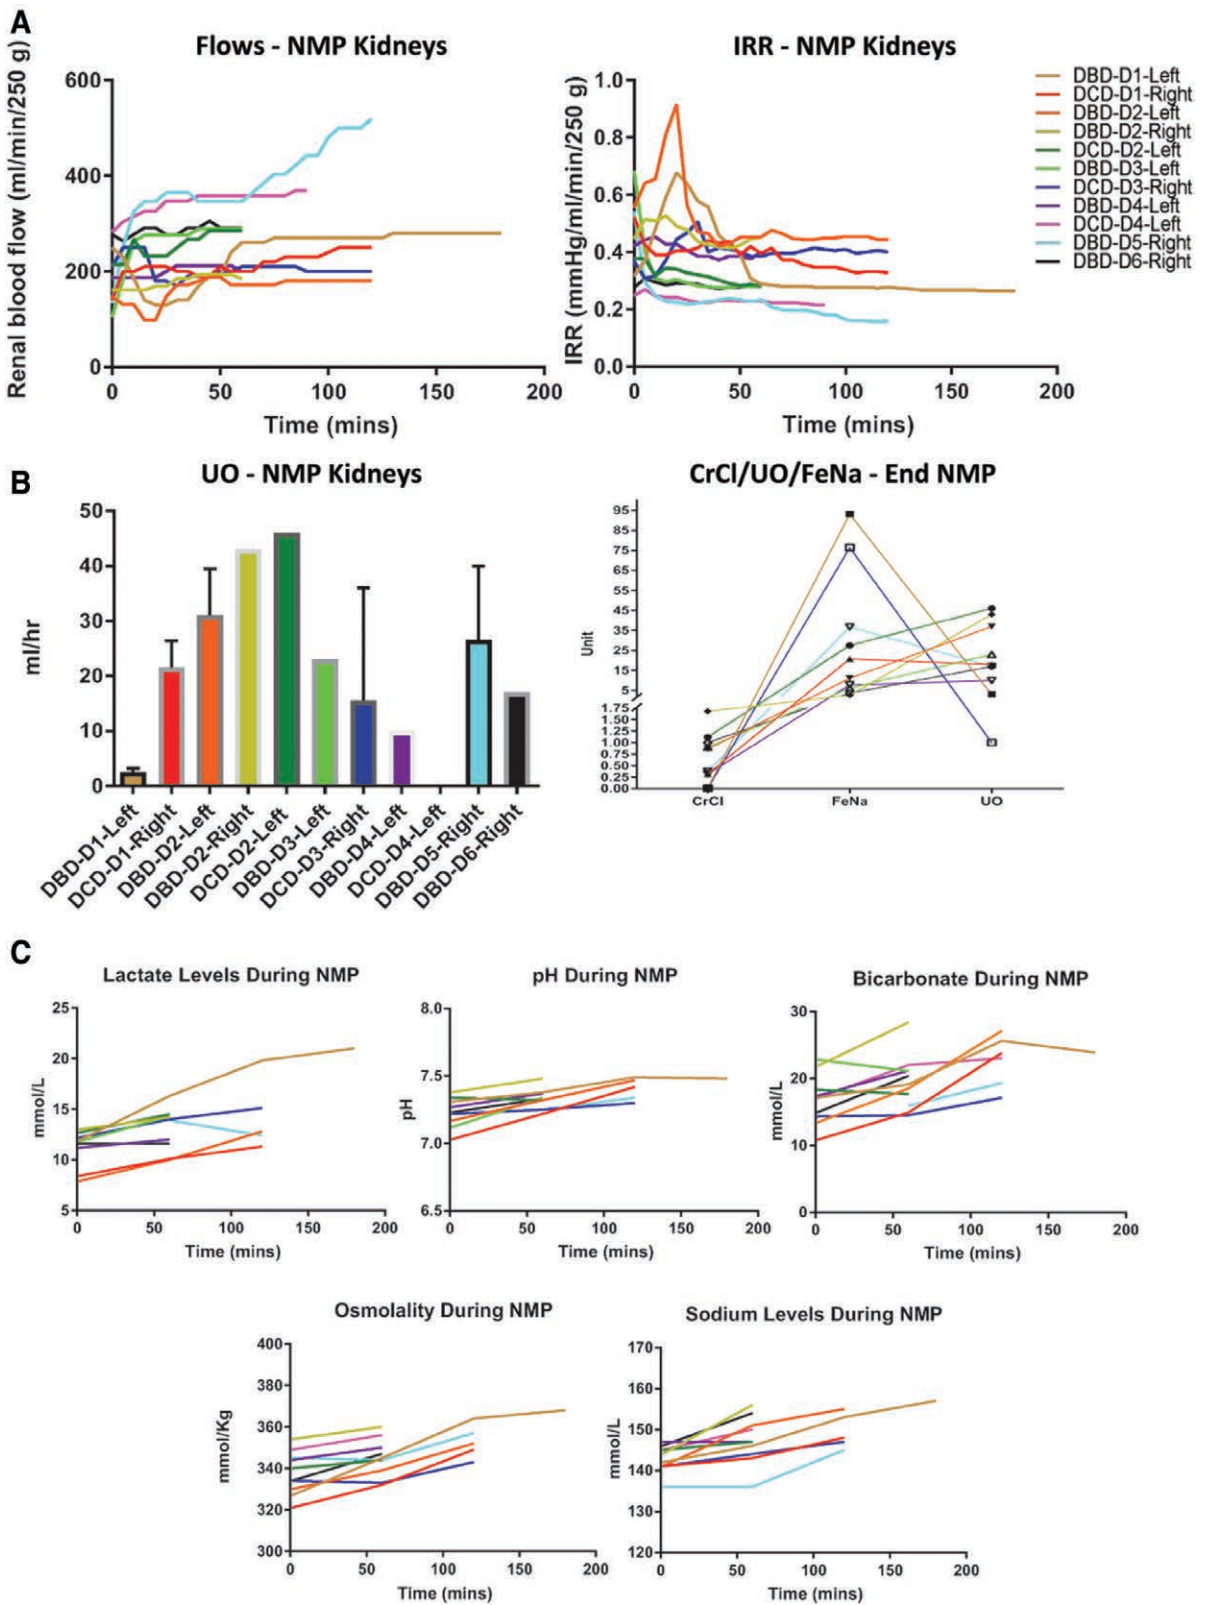 A
Flows - NMP Kidneys
Renal blood flow (ml/min/250 g)
600
400
200
0
0 50 100 150 200
Time (mins)
IRR - NMP Kidneys
IRR (mmHg/ml/min/250 g)
1.0
0.8
0.6
0.4
0.2
0.0
0 50 100 150 200
Time (mins)
DBD-D1-Left
DCD-D1-Right
DBD-D2-Left
DBD-D2-Right
DCD-D2-Left
DBD-D3-Left
DCD-D3-Right
DBD-D4-Left
DCD-D4-Left
DBD-D5-Right
DBD-D6-Right
B
UO - NMP Kidneys
ml/hr
50
40
30
20
10
0
DBD-D1-Left
DCD-D1-Right
DBD-D2-Left
DBD-D2-Right
DCD-D2-Left
DBD-D3-Left
DCD-D3-Right
DBD-D4-Left
DCD-D4-Left
DBD-D5-Right
DBD-D6-Right
CrCl/UO/FeNa - End NMP
Unit
95
85
75
65
55
45
35
25
15
5
1.75
1.50
1.25
1.00
0.75
0.50
0.25
0.00
CrCl FeNa UO
C
Lactate Levels During NMP
mmol/L
25
20
15
10
5
0 50 100 150 200
Time (mins)
pH During NMP
pH
8.0
7.5
7.0
6.5
0 50 100 150 200
Time (mins)
Bicarbonate During NMP
mmol/L
30
20
10
0
0 50 100 150 200
Time (mins)
Osmolality During NMP
mmol/Kg
400
380
360
340
320
300
0 50 100 150 200
Time (mins)
Sodium Levels During NMP
mmol/L
170
160
150
140
130
120
0 50 100 150 200
Time (mins)